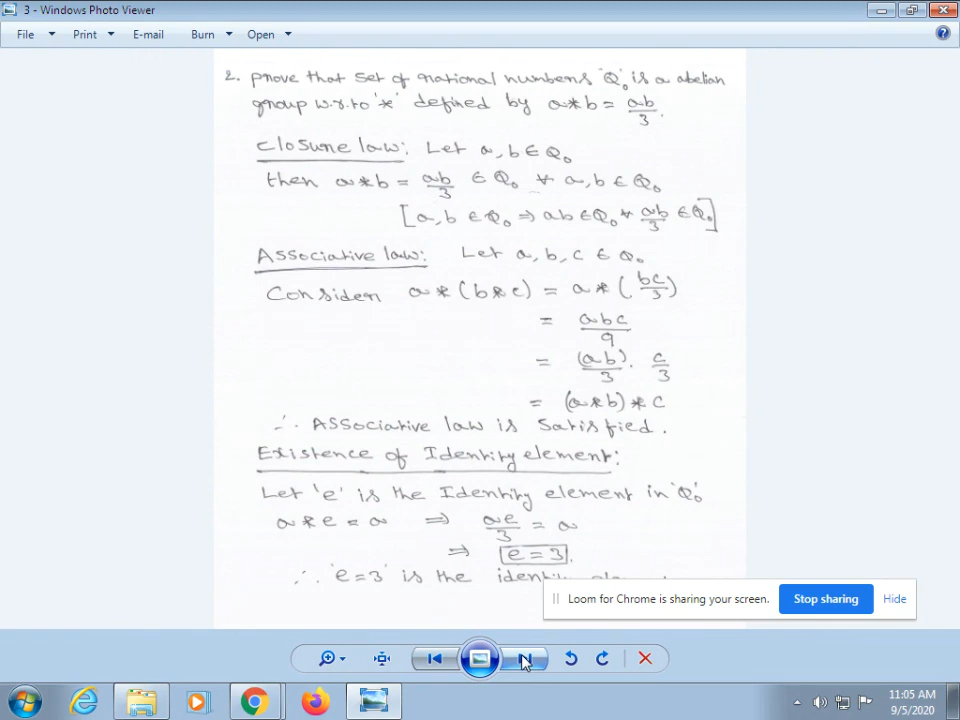 3 - Windows Photo Viewer
File Print E-mail Burn Open
2. Prove that set of rational numbers 'Q₀' is a abelian
group w.r.to '*' defined by a*b = ab/3.
Closure law: Let a, b ∈ Q₀
then a*b = ab/3 ∈ Q₀ ∀ a, b ∈ Q₀
[a, b ∈ Q₀ ⇒ ab ∈ Q₀ & ab/3 ∈ Q₀]
Associative law: Let a, b, c ∈ Q₀
Consider a*(b*c) = a*(bc/3)
= abc/9
= (ab)/3 . c/3
= (a*b)*c
∴ Associative law is satisfied.
Existence of Identity element:
Let 'e' is the Identity element in 'Q₀
a*e = a ⇒ ae/3 = a
⇒ e = 3.
∴ 'e=3' is the
Loom for Chrome is sharing your screen. Stop sharing Hide
11:05 AM
9/5/2020